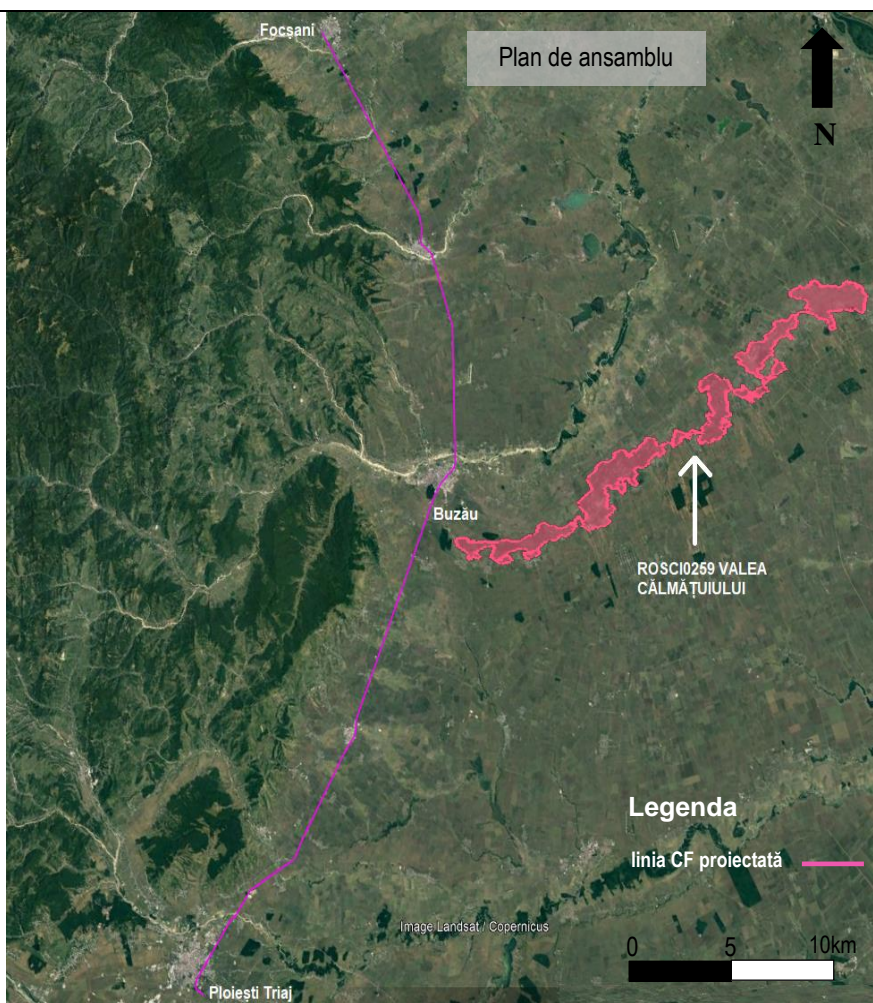 Focșani
Plan de ansamblu
N
Buzău
ROSCI0259 VALEA
CĂLMĂȚUIULUI
Legenda
linia CF proiectată
Image Landsat / Copernicus
0 5 10km
Ploiești Triaj